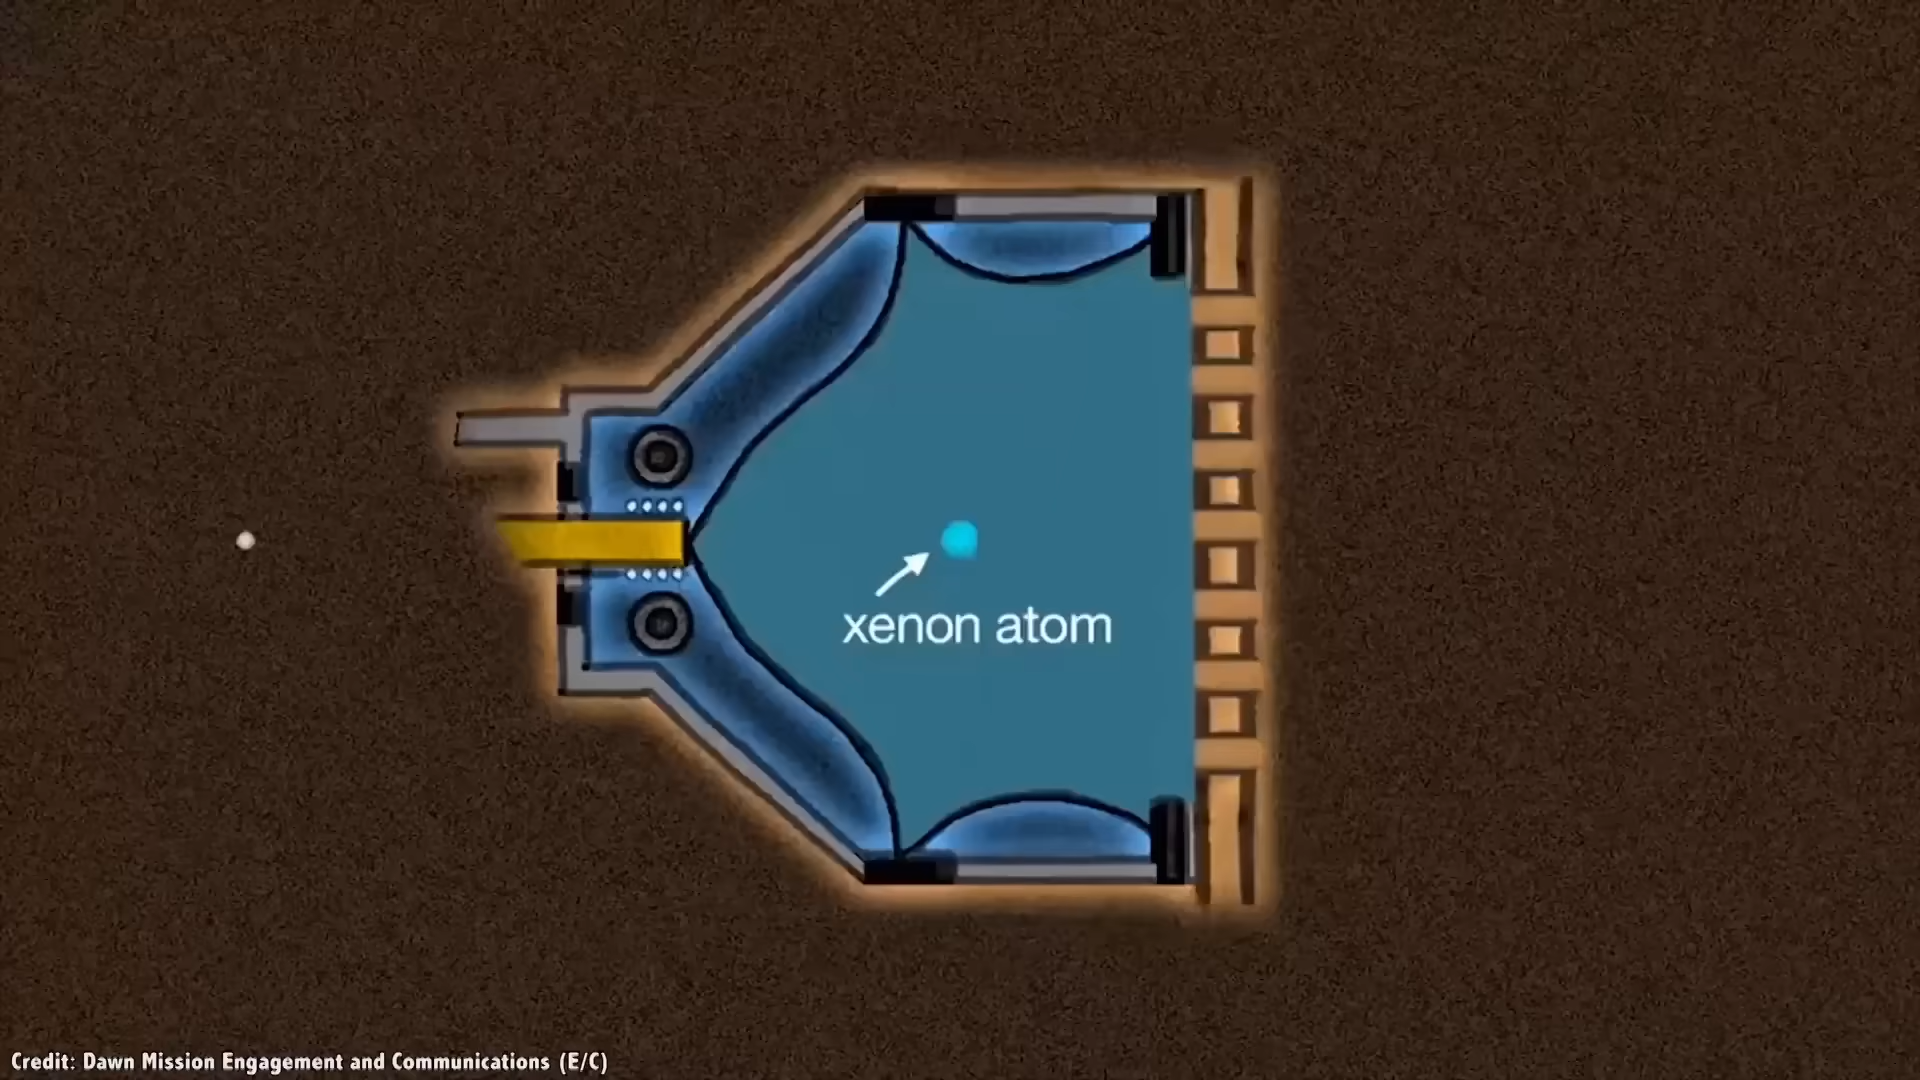 xenon atom
Credit: Dawn Mission Engagement and Communications (E/C)